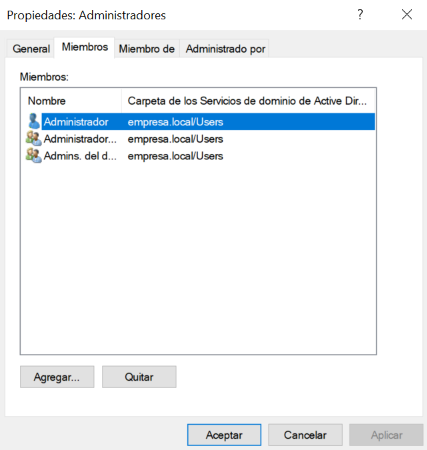 Propiedades: Administradores ?
General Miembros Miembro de Administrado por
Miembros:
Nombre Carpeta de los Servicios de dominio de Active Dir...
Administrador empresa.local/Users
Administrador... empresa.local/Users
Admins. del d... empresa.local/Users
Agregar... Quitar
Aceptar Cancelar Aplicar